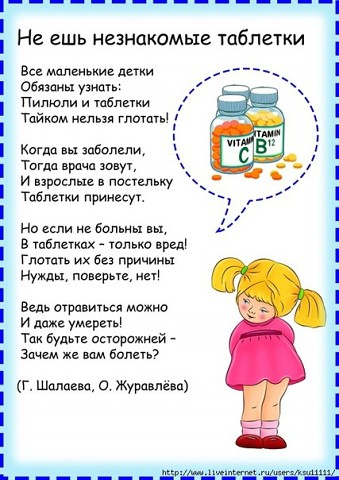 Не ешь незнакомые таблетки
Все маленькие детки
Обязаны узнать:
Пилюли и таблетки
Тайком нельзя глотать!
Когда вы заболели,
Тогда врача зовут,
И взрослые в постельку
Таблетки принесут.
Но если не больны вы,
В таблетках – только вред!
Глотать их без причины
Нужды, поверьте, нет!
Ведь отравиться можно
И даже умереть!
Так будьте осторожней –
Зачем же вам болеть?
(Г. Шалаева, О. Журавлёва)
VITAMIN
C
VITAMIN
B12
http://www.liveinternet.ru/users/ksu11111/